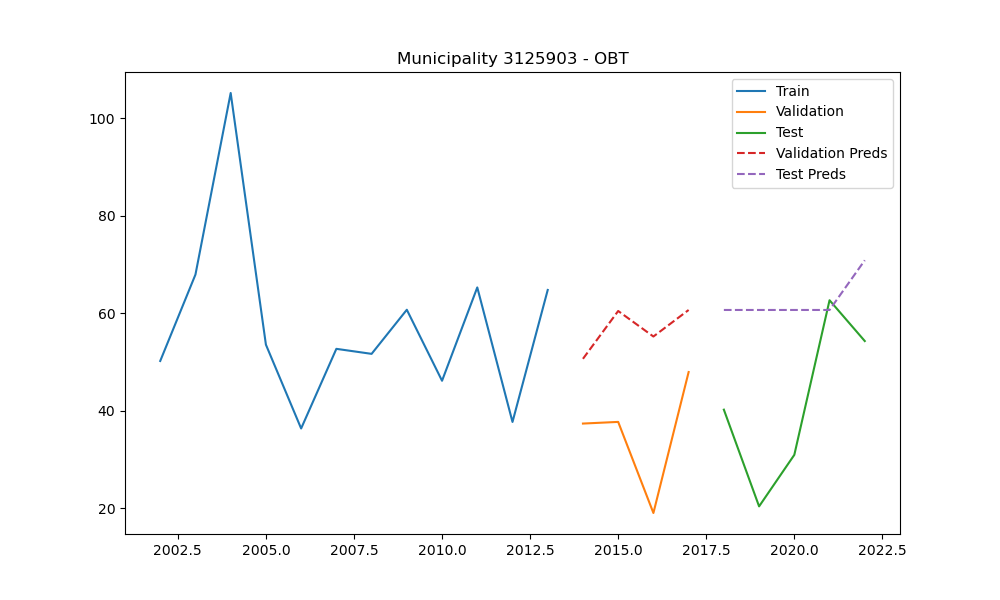 Municipality 3125903 - OBT
Train
Validation
Test
Validation Preds
Test Preds
100
80
60
40
20
2002.5 2005.0 2007.5 2010.0 2012.5 2015.0 2017.5 2020.0 2022.5